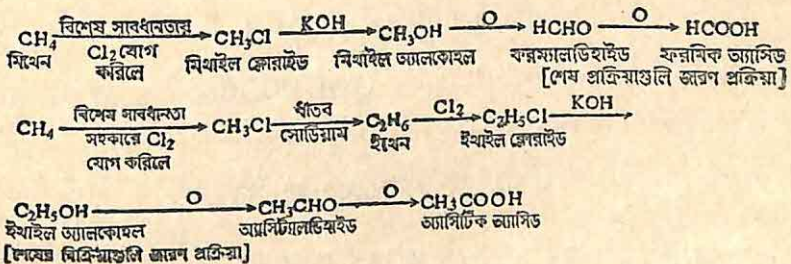 বিশেষ সাবধানতায় KOH O O
CH₄ ⟶ CH₃Cl ⟶ CH₃OH ⟶ HCHO ⟶ HCOOH
মিথেন Cl₂ যোগ করিলে মিথাইল ক্লোরাইড মিথাইল অ্যালকোহল ফরম্যালডিহাইড ফরমিক অ্যাসিড
[শেষ প্রক্রিয়াগুলি জারণ প্রক্রিয়া]
বিশেষ সাবধানতা ধাতব Cl₂ KOH
CH₄ ⟶ CH₃Cl ⟶ C₂H₆ ⟶ C₂H₅Cl ⟶
সহকারে Cl₂ সোডিয়াম ইথেন ইথাইল ক্লোরাইড
যোগ করিলে
O O
C₂H₅OH ⟶ CH₃CHO ⟶ CH₃COOH
ইথাইল অ্যালকোহল অ্যাসিট্যালডিহাইড অ্যাসিটিক অ্যাসিড
[শেষের বিক্রিয়াগুলি জারণ প্রক্রিয়া]